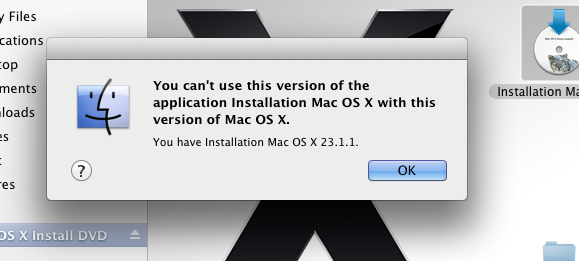 y Files
cations
top
ments
nloads
es
t
res
OS X Install DVD
You can't use this version of the
application Installation Mac OS X with this
version of Mac OS X.
You have Installation Mac OS X 23.1.1.
?
OK
Installation Ma